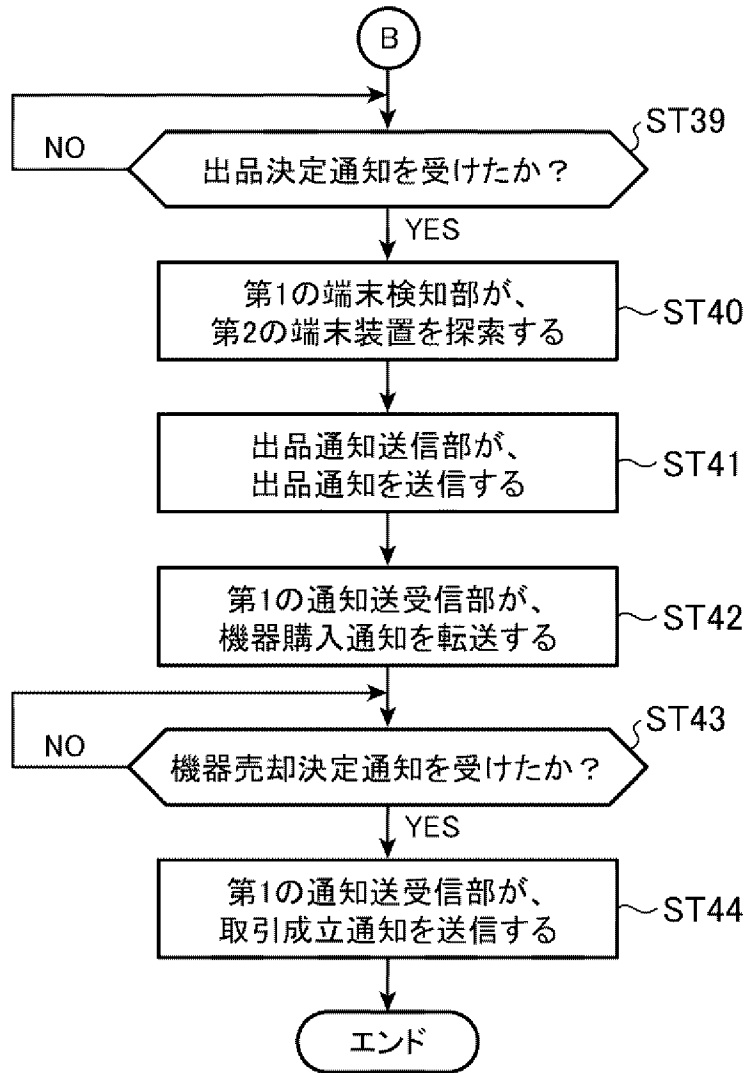 B
ST39
NO
出品決定通知を受けたか？
YES
第1の端末検知部が、
第2の端末装置を探索する
ST40
出品通知送信部が、
出品通知を送信する
ST41
第1の通知送受信部が、
機器購入通知を転送する
ST42
ST43
NO
機器売却決定通知を受けたか？
YES
第1の通知送受信部が、
取引成立通知を送信する
ST44
エンド